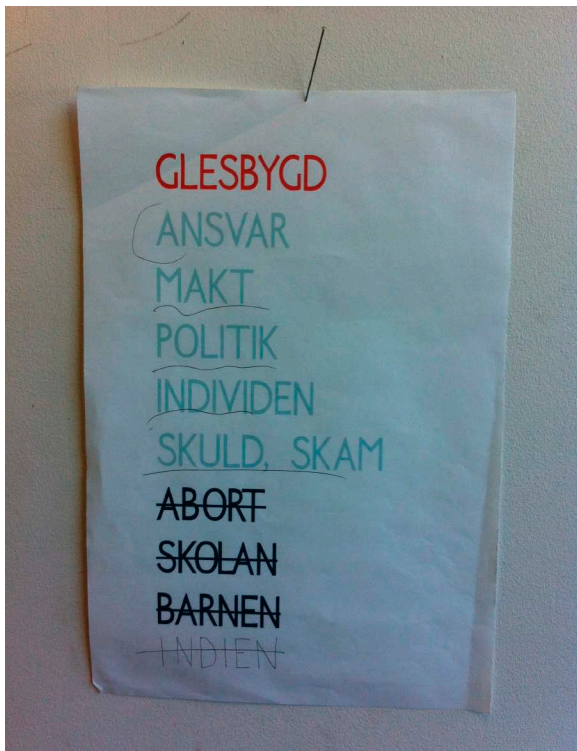 GLESBYGD
ANSVAR
MAKT
POLITIK
INDIVIDEN
SKULD, SKAM
ABORT
SKOLAN
BARNEN
INDIEN